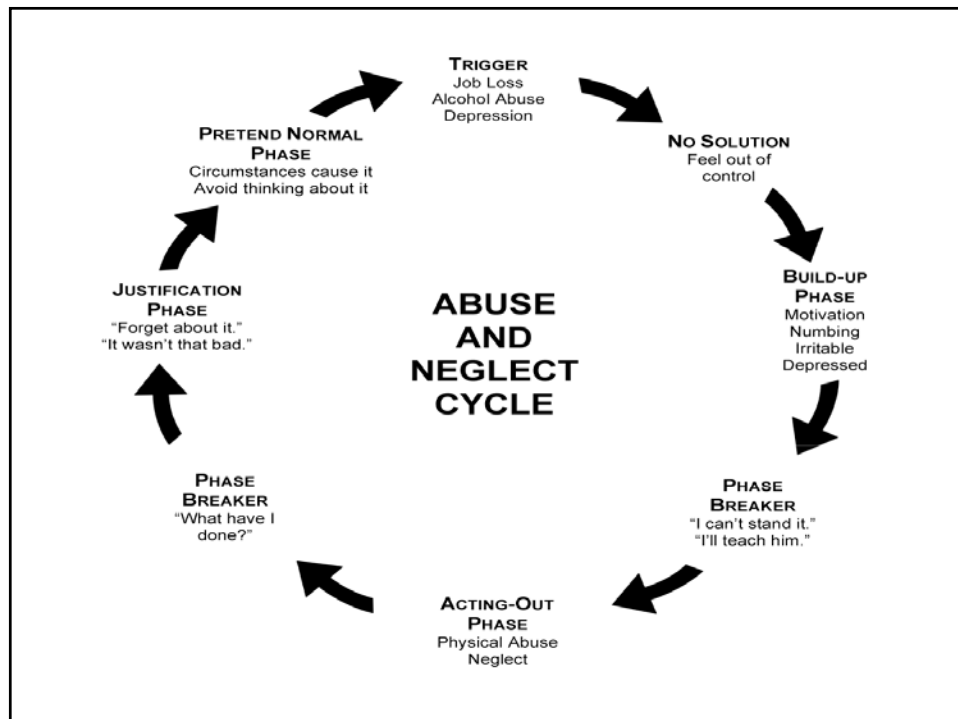 TRIGGER
Job Loss
Alcohol Abuse
Depression
NO SOLUTION
Feel out of
control
BUILD-UP
PHASE
Motivation
Numbing
Irritable
Depressed
PHASE
BREAKER
“I can’t stand it.”
“I’ll teach him.”
ACTING-OUT
PHASE
Physical Abuse
Neglect
PHASE
BREAKER
“What have I
done?”
JUSTIFICATION
PHASE
“Forget about it.”
“It wasn’t that bad.”
PRETEND NORMAL
PHASE
Circumstances cause it
Avoid thinking about it
ABUSE
AND
NEGLECT
CYCLE